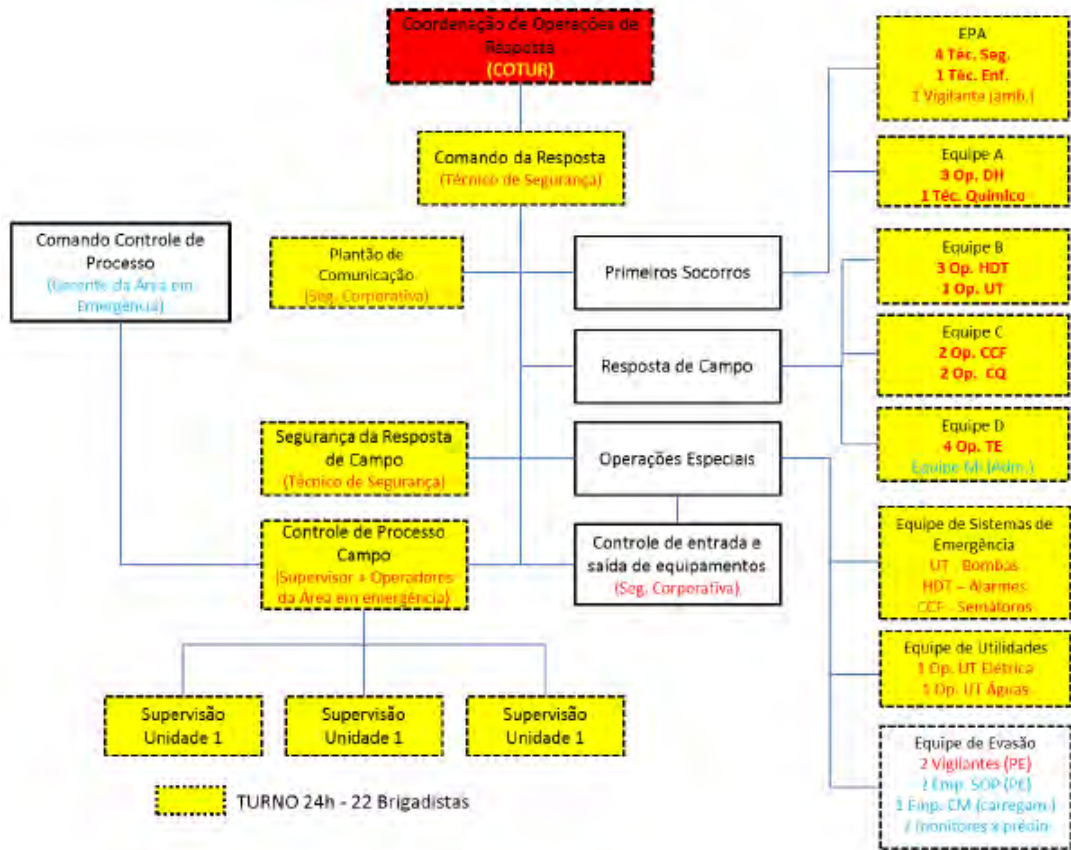 Coordenação de Operações de
Resposta
(COTUR)
Comando da Resposta
(Técnico de Segurança)
Comando Controle de
Processo
(Gerente da Área em
Emergência)
Plantão de
Comunicação
(Seg. Corporativa)
Primeiros Socorros
Resposta de Campo
Segurança da Resposta
de Campo
(Técnico de Segurança)
Operações Especiais
Controle de Processo
Campo
(Supervisor + Operadores
da Área em emergência)
Controle de entrada e
saída de equipamentos
(Seg. Corporativa)
Supervisão
Unidade 1
Supervisão
Unidade 1
Supervisão
Unidade 1
TURNO 24h - 22 Brigadistas
EPA
4 Téc. Seg.
1 Téc. Enf.
1 Vigilante (amb.)
Equipe A
3 Op. DH
1 Téc. Químico
Equipe B
3 Op. HDT
1 Op. UT
Equipe C
2 Op. CCF
2 Op. CQ
Equipe D
4 Op. TE
Equipe MI (Adm.)
Equipe de Sistemas de
Emergência
UT - Bombas
HDT – Alarmes
CCF - Semáforos
Equipe de Utilidades
1 Op. UT Elétrica
1 Op. UT Águas
Equipe de Evasão
2 Vigilantes (PE)
Emp. SOP (PE)
1 Emp. CM (carregam.)
monitores x prédio